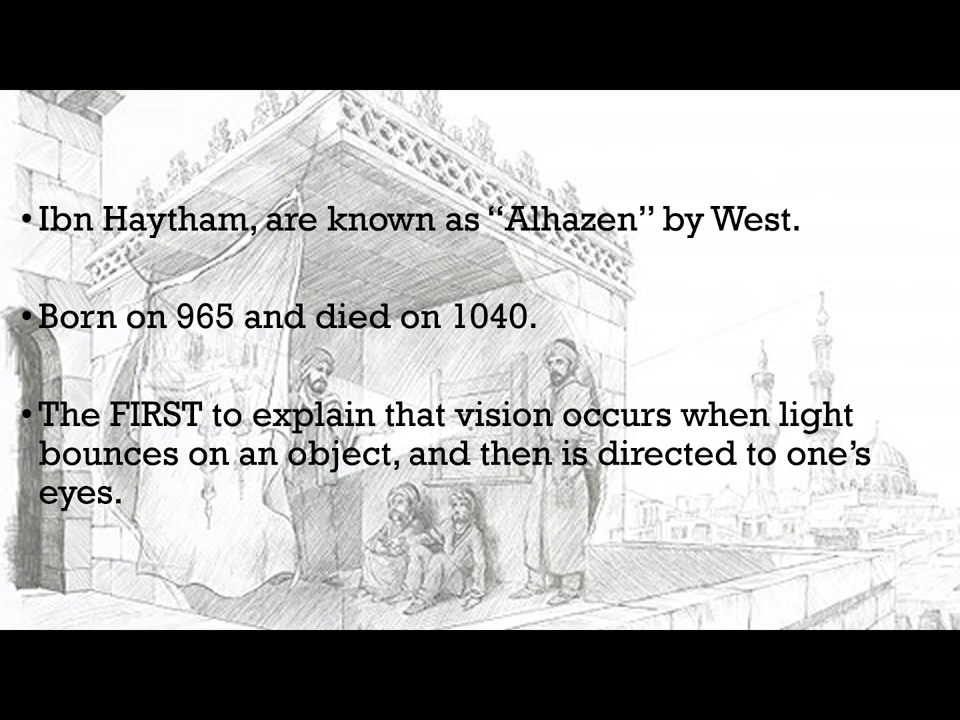 • Ibn Haytham, are known as “Alhazen” by West.
• Born on 965 and died on 1040.
• The FIRST to explain that vision occurs when light
bounces on an object, and then is directed to one’s
eyes.